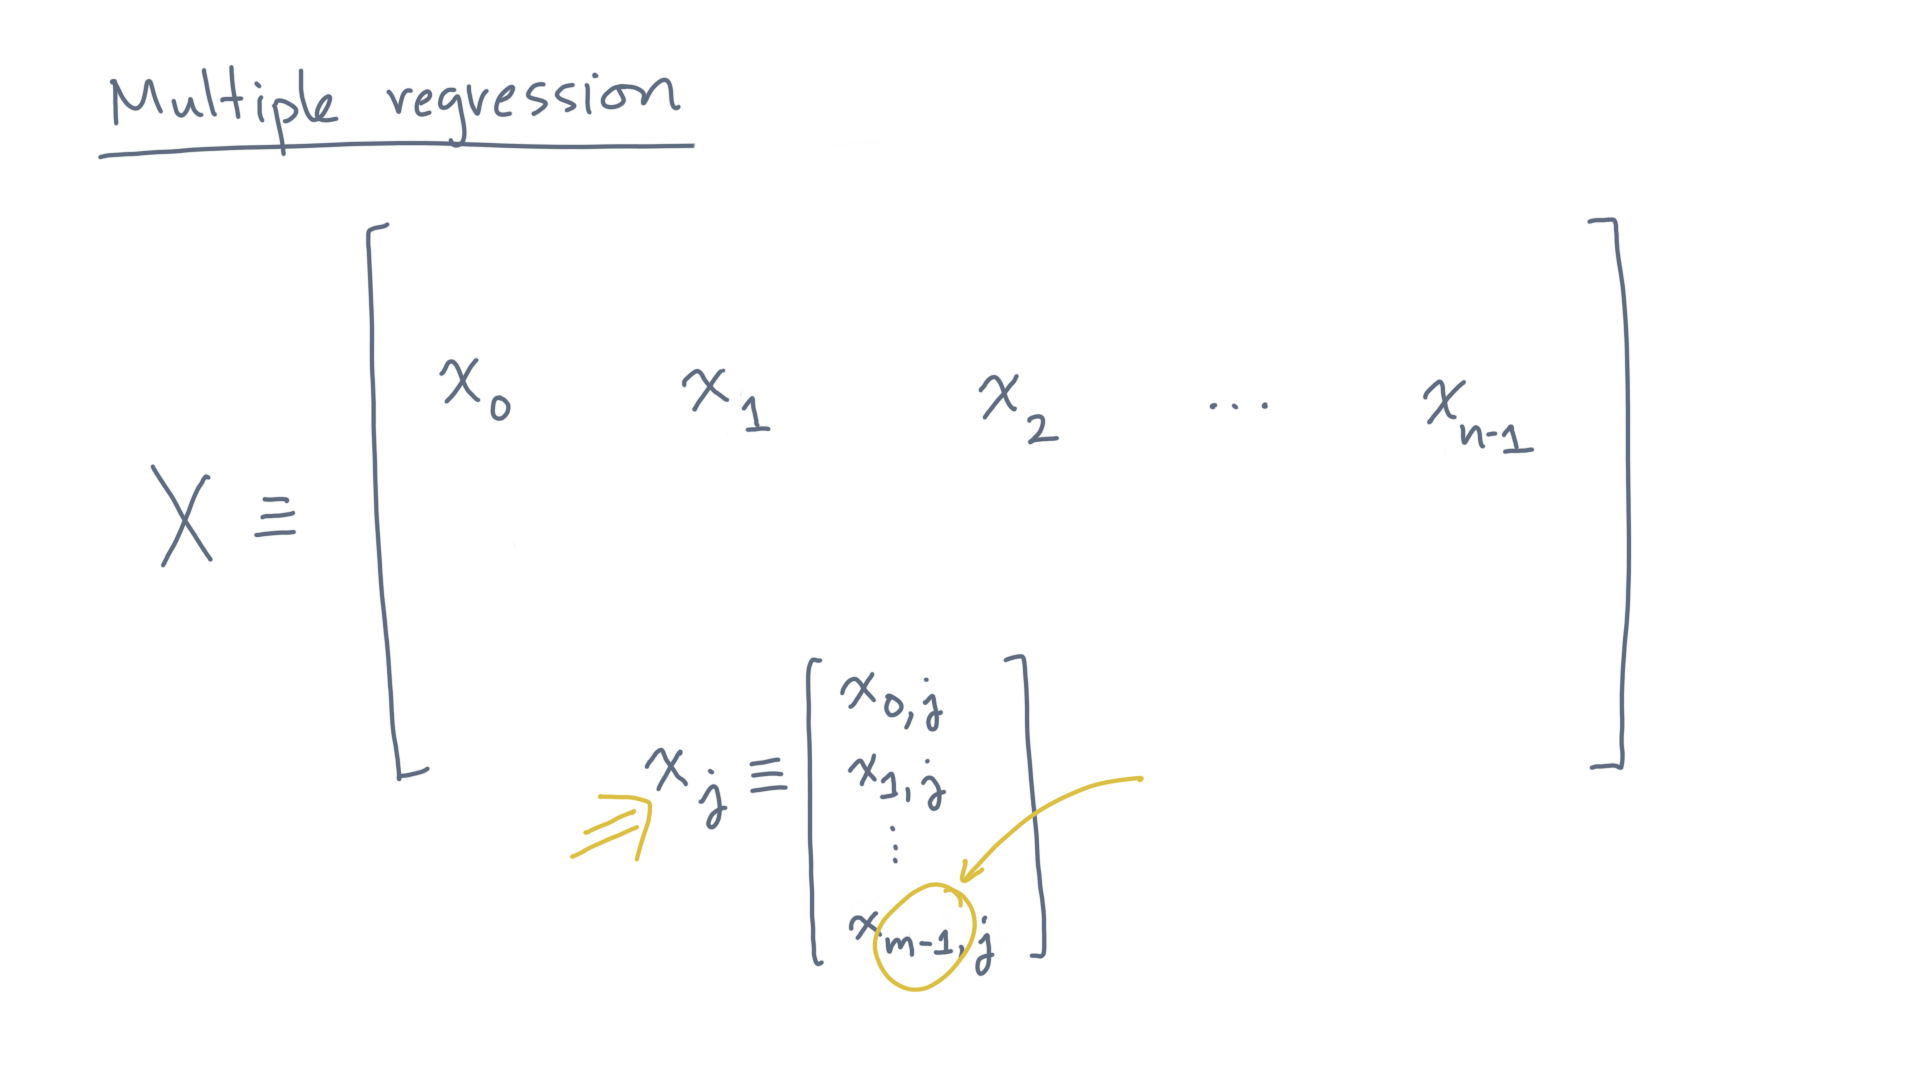 Multiple regression
X ≡ [ x_0 x_1 x_2 ... x_{n-1} ]
x_j ≡ [ x_{0,j}
x_{1,j}
⋮
x_{m-1,j} ]